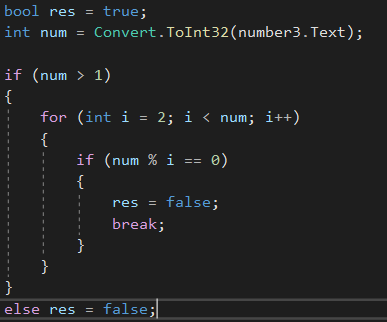 bool res = true;
int num = Convert.ToInt32(number3.Text);
if (num > 1)
{
for (int i = 2; i < num; i++)
{
if (num % i == 0)
{
res = false;
break;
}
}
}
else res = false;